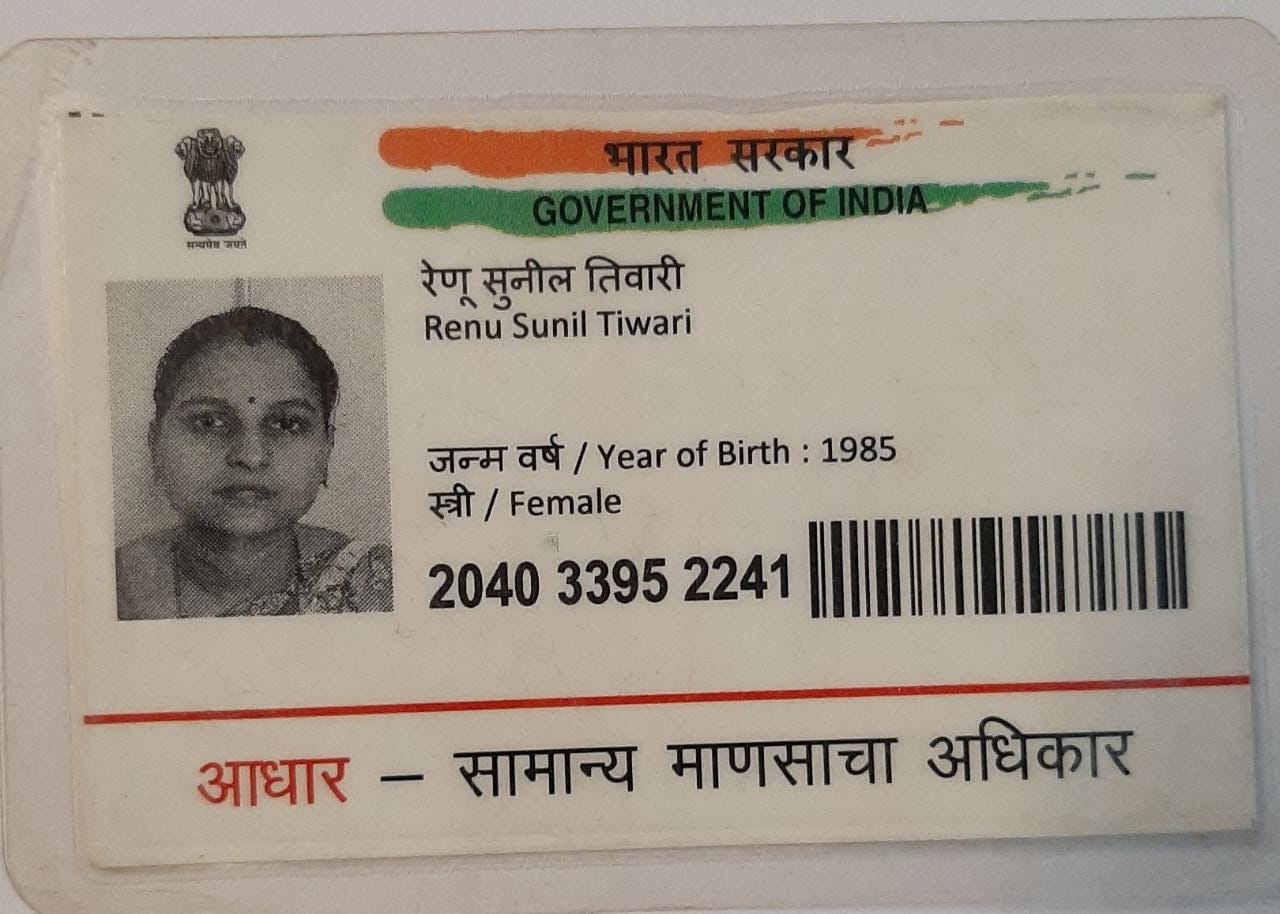 भारत सरकार
GOVERNMENT OF INDIA
सत्यमेव जयते
रेणू सुनील तिवारी
Renu Sunil Tiwari
जन्म वर्ष / Year of Birth : 1985
स्त्री / Female
2040 3395 2241
आधार – सामान्य माणसाचा अधिकार